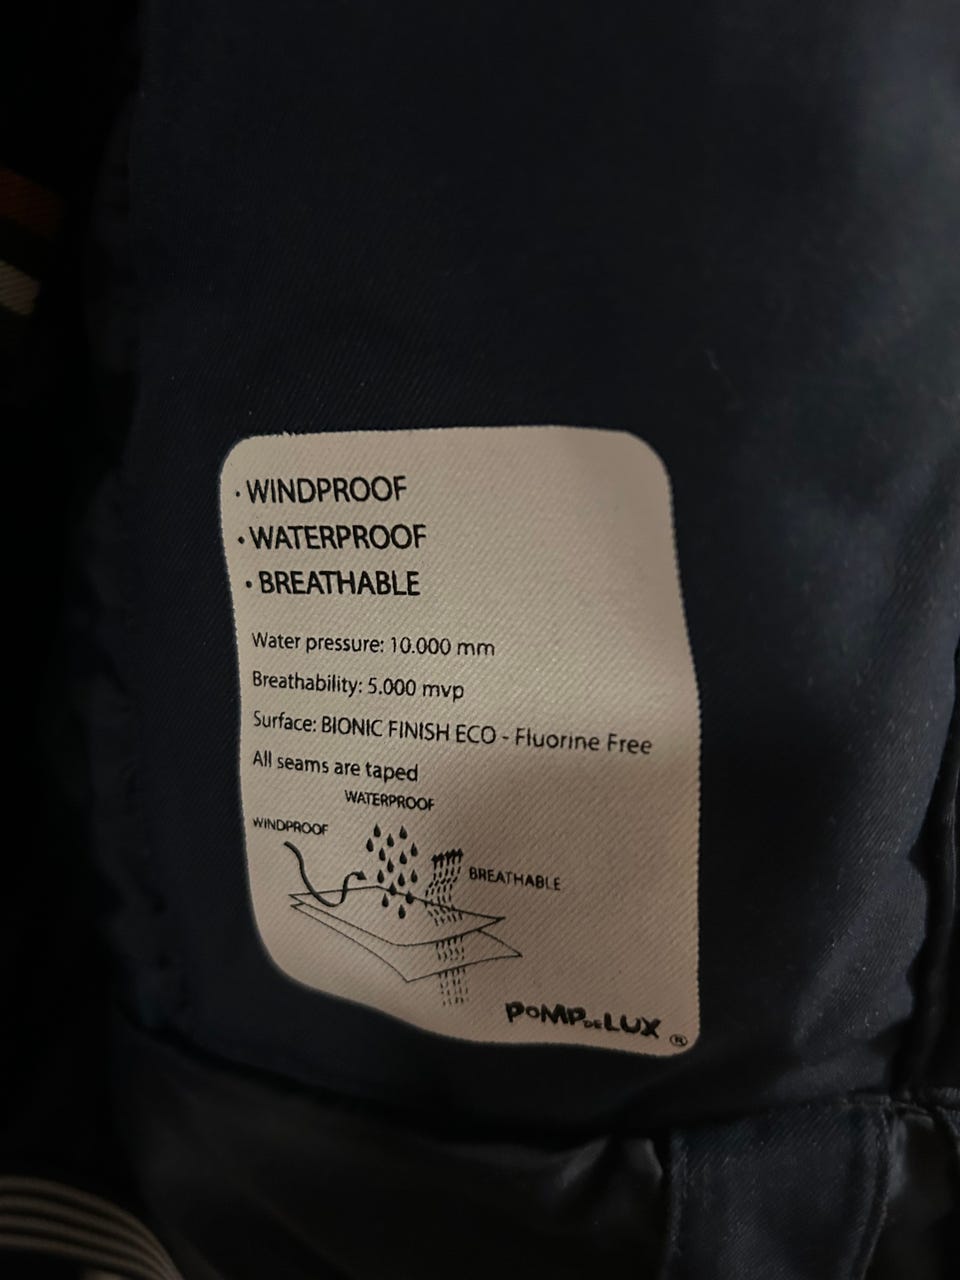 · WINDPROOF
· WATERPROOF
· BREATHABLE
Water pressure: 10.000 mm
Breathability: 5.000 mvp
Surface: BIONIC FINISH ECO - Fluorine Free
All seams are taped
WATERPROOF
WINDPROOF
BREATHABLE
POMPDELUX ®